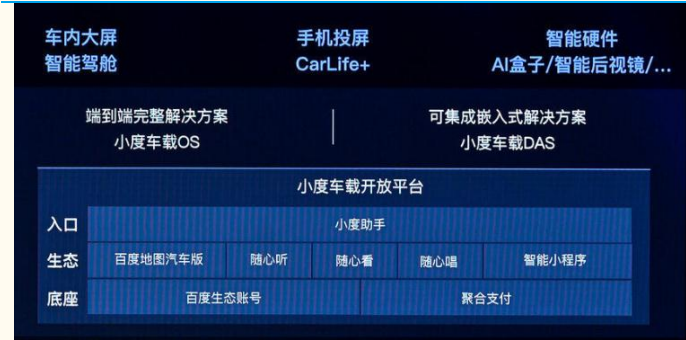 车内大屏
智能驾舱
手机投屏
CarLife+
智能硬件
AI盒子/智能后视镜/...
端到端完整解决方案
小度车载OS
可集成嵌入式解决方案
小度车载DAS
小度车载开放平台
入口
小度助手
生态
百度地图汽车版
随心听
随心看
随心唱
智能小程序
底座
百度生态账号
聚合支付